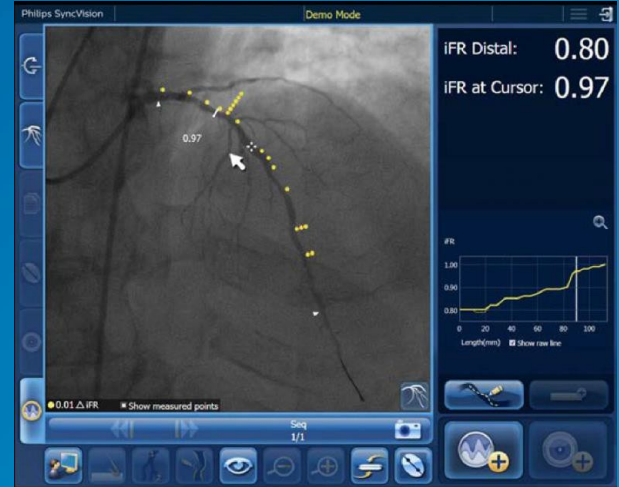 Philips SyncVision
Demo Mode
iFR Distal: 0.80
iFR at Cursor: 0.97
0.97
iFR
1.00
0.90
0.80
0 20 40 60 80 100
Length(mm) Show raw line
0.01 △ iFR Show measured points
Seq
1/1